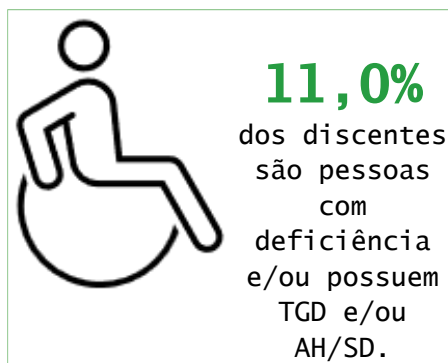 11,0%
dos discentes
são pessoas
com
deficiência
e/ou possuem
TGD e/ou
AH/SD.